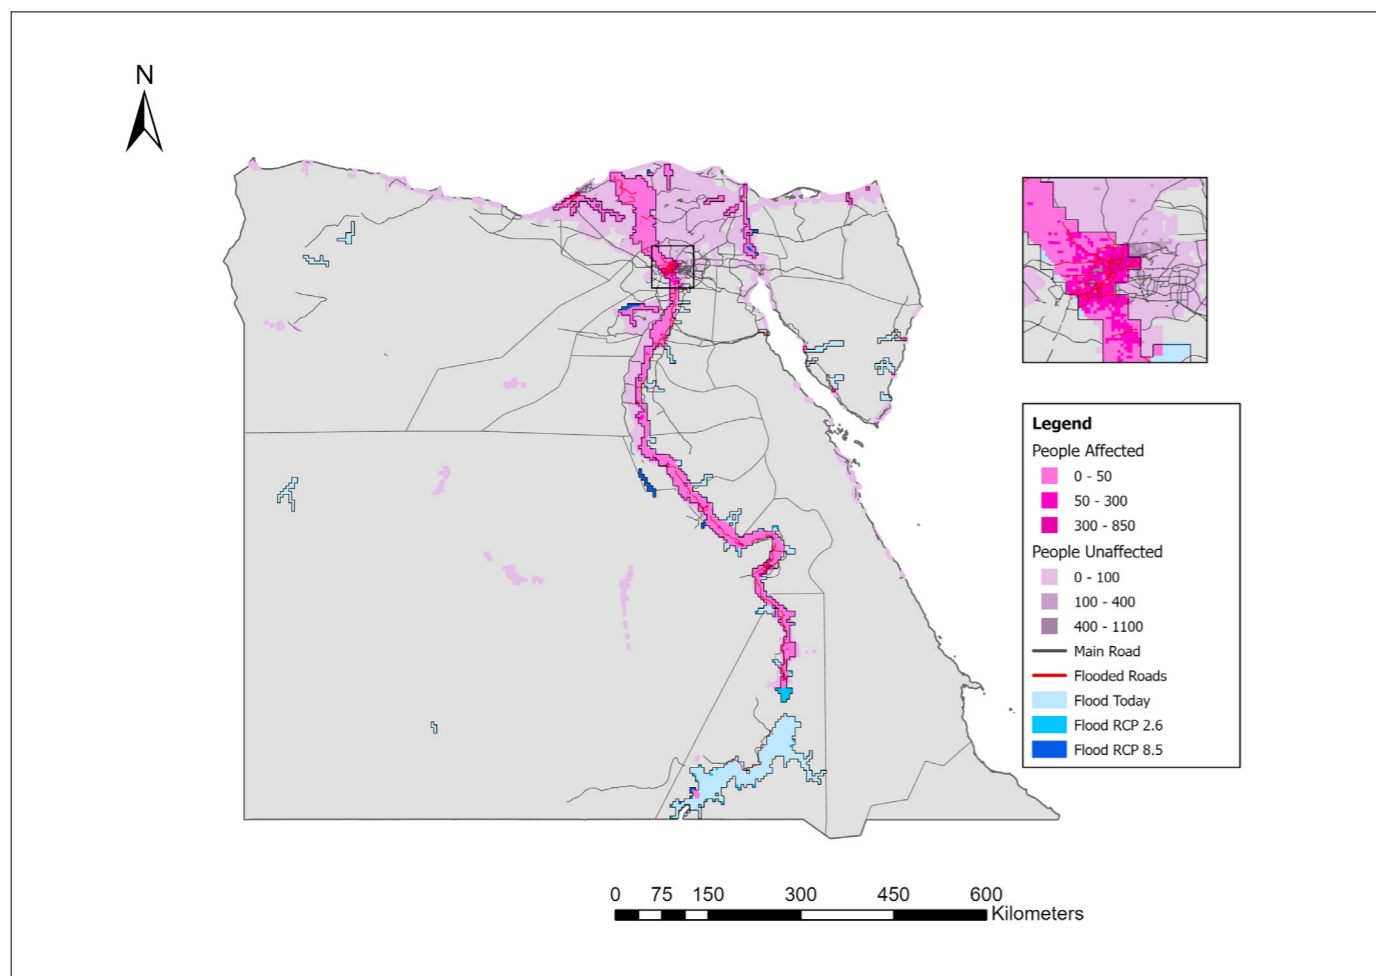 N
Legend
People Affected
0 - 50
50 - 300
300 - 850
People Unaffected
0 - 100
100 - 400
400 - 1100
Main Road
Flooded Roads
Flood Today
Flood RCP 2.6
Flood RCP 8.5
0 75 150 300 450 600
Kilometers